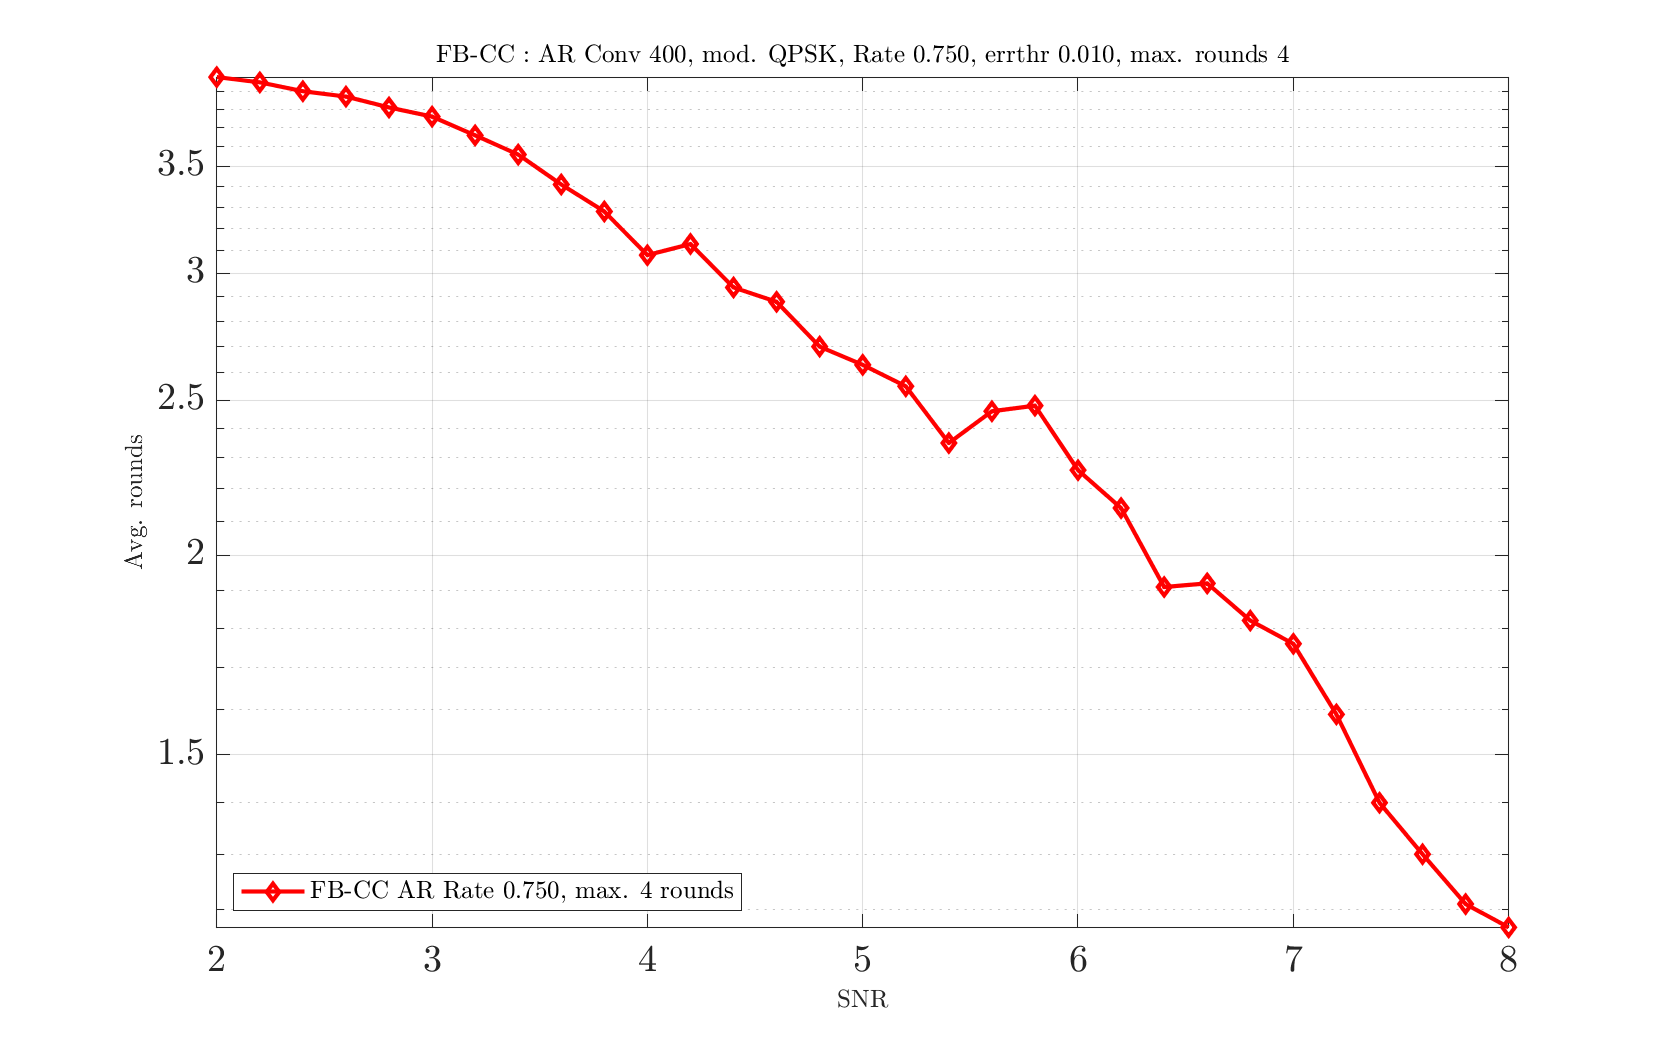 FB-CC : AR Conv 400, mod. QPSK, Rate 0.750, errthr 0.010, max. rounds 4
3.5
3
2.5
2
1.5
Avg. rounds
FB-CC AR Rate 0.750, max. 4 rounds
2 3 4 5 6 7 8
SNR